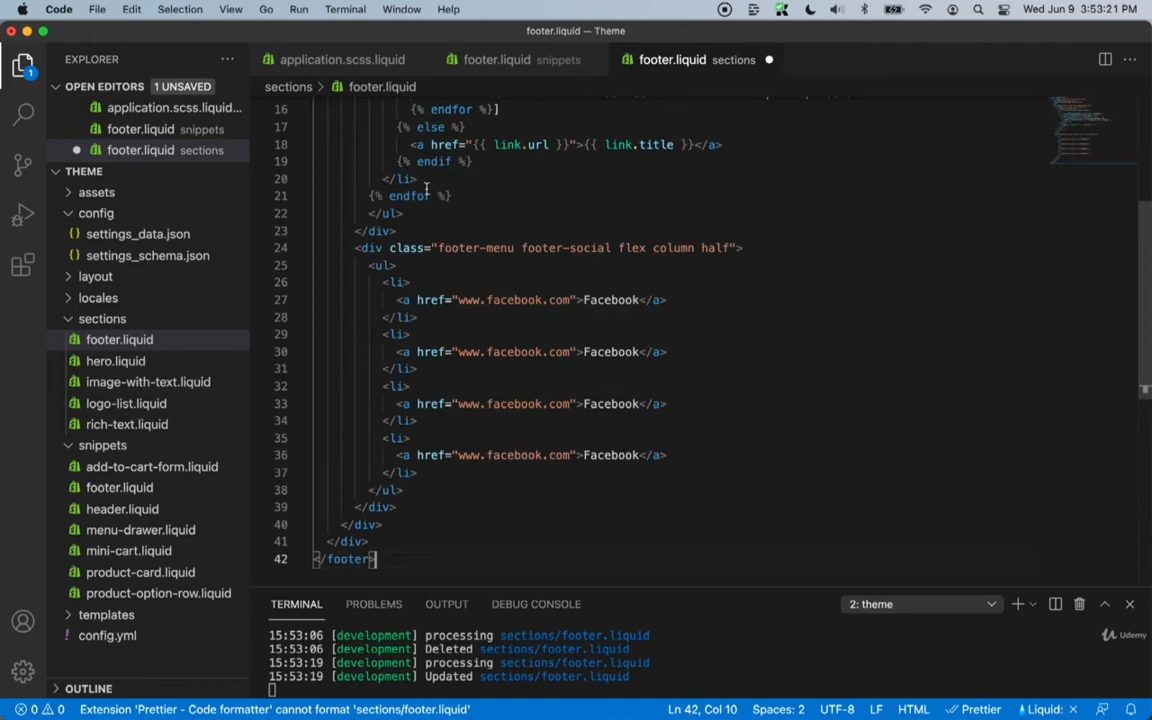 Code File Edit Selection View Go Run Terminal Window Help Wed Jun 9 3:53:21 PM
footer.liquid — Theme
EXPLORER
application.scss.liquid
footer.liquid snippets
footer.liquid sections
OPEN EDITORS 1 UNSAVED
application.scss.liquid...
footer.liquid snippets
footer.liquid sections
THEME
assets
config
settings_data.json
settings_schema.json
layout
locales
sections
footer.liquid
hero.liquid
image-with-text.liquid
logo-list.liquid
rich-text.liquid
snippets
add-to-cart-form.liquid
footer.liquid
header.liquid
menu-drawer.liquid
mini-cart.liquid
product-card.liquid
product-option-row.liquid
templates
config.yml
OUTLINE
1
sections > footer.liquid
16 {% endfor %}]
17 {% else %}
18 <a href="{{ link.url }}">{{ link.title }}</a>
19 {% endif %}
20 </li>
21 {% endfor %}
22 </ul>
23 </div>
24 <div class="footer-menu footer-social flex column half">
25 <ul>
26 <li>
27 <a href="www.facebook.com">Facebook</a>
28 </li>
29 <li>
30 <a href="www.facebook.com">Facebook</a>
31 </li>
32 <li>
33 <a href="www.facebook.com">Facebook</a>
34 </li>
35 <li>
36 <a href="www.facebook.com">Facebook</a>
37 </li>
38 </ul>
39 </div>
40 </div>
41 </div>
42 </footer>
TERMINAL PROBLEMS OUTPUT DEBUG CONSOLE 2: theme
15:53:06 [development] processing sections/footer.liquid
15:53:06 [development] Deleted sections/footer.liquid
15:53:19 [development] processing sections/footer.liquid
15:53:19 [development] Updated sections/footer.liquid
Udemy
0 0 Extension 'Prettier - Code formatter' cannot format 'sections/footer.liquid' Ln 42, Col 10 Spaces: 2 UTF-8 LF HTML Prettier Liquid: